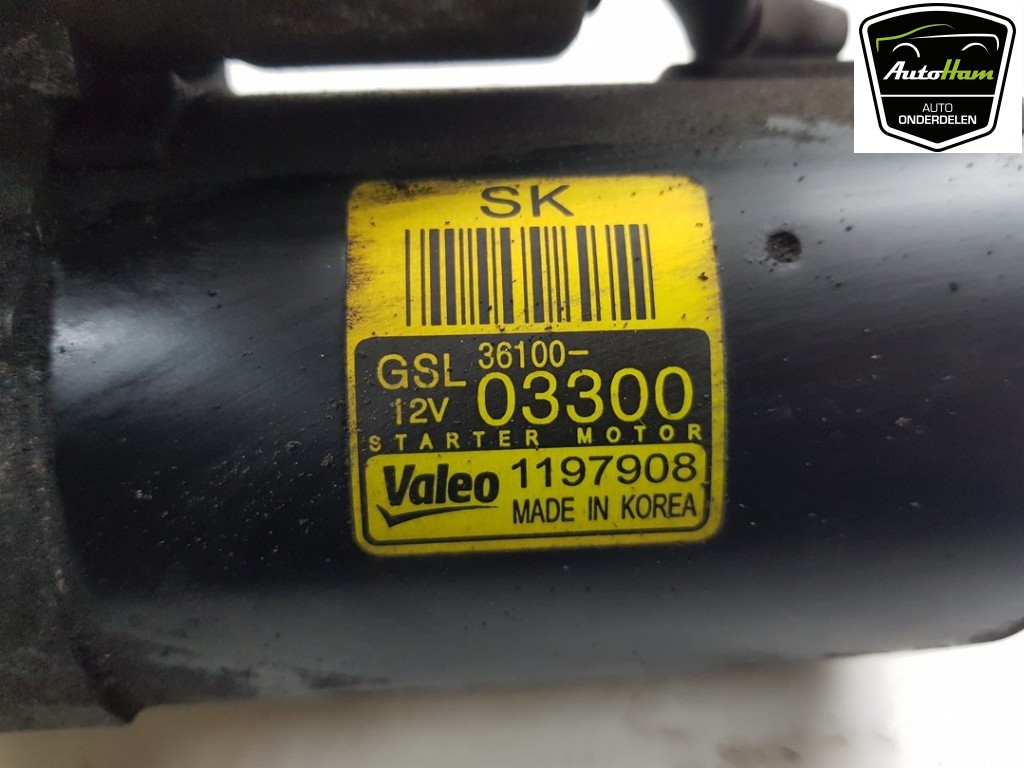 AutoHam
AUTO
ONDERDELEN
SK
GSL 36100-
12V 03300
STARTER MOTOR
Valeo 1197908
MADE IN KOREA